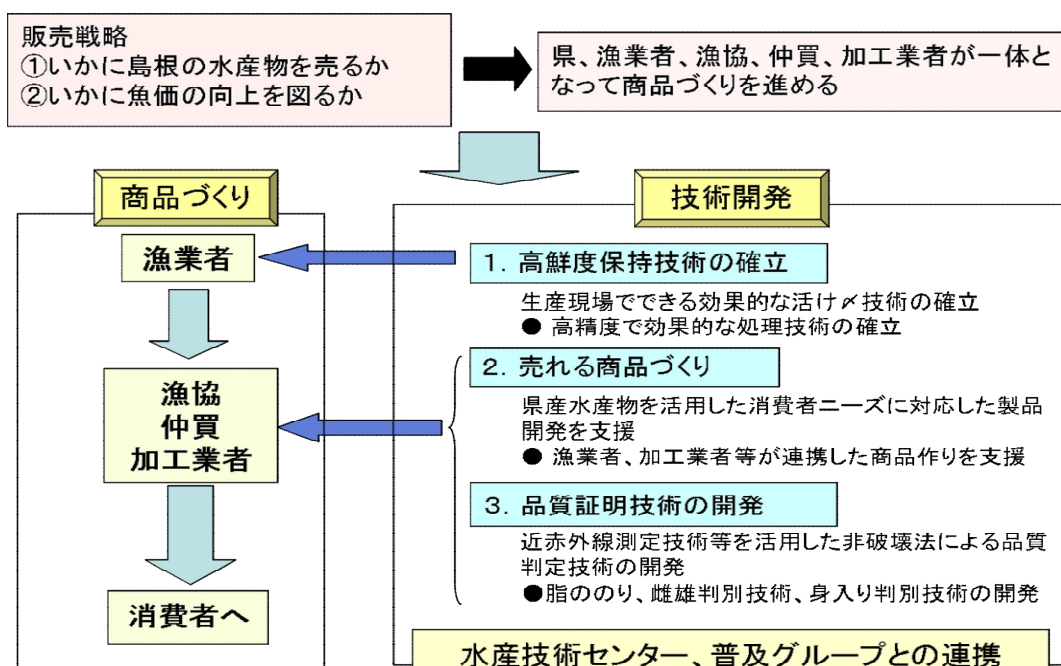 販売戦略
①いかに島根の水産物を売るか
②いかに魚価の向上を図るか
県、漁業者、漁協、仲買、加工業者が一体と
なって商品づくりを進める
商品づくり
漁業者
漁協
仲買
加工業者
消費者へ
技術開発
1．高鮮度保持技術の確立
生産現場でできる効果的な活け〆技術の確立
● 高精度で効果的な処理技術の確立
2．売れる商品づくり
県産水産物を活用した消費者ニーズに対応した製品
開発を支援
● 漁業者、加工業者等が連携した商品作りを支援
3．品質証明技術の開発
近赤外線測定技術等を活用した非破壊法による品質
判定技術の開発
●脂ののり、雌雄判別技術、身入り判別技術の開発
水産技術センター、普及グループとの連携